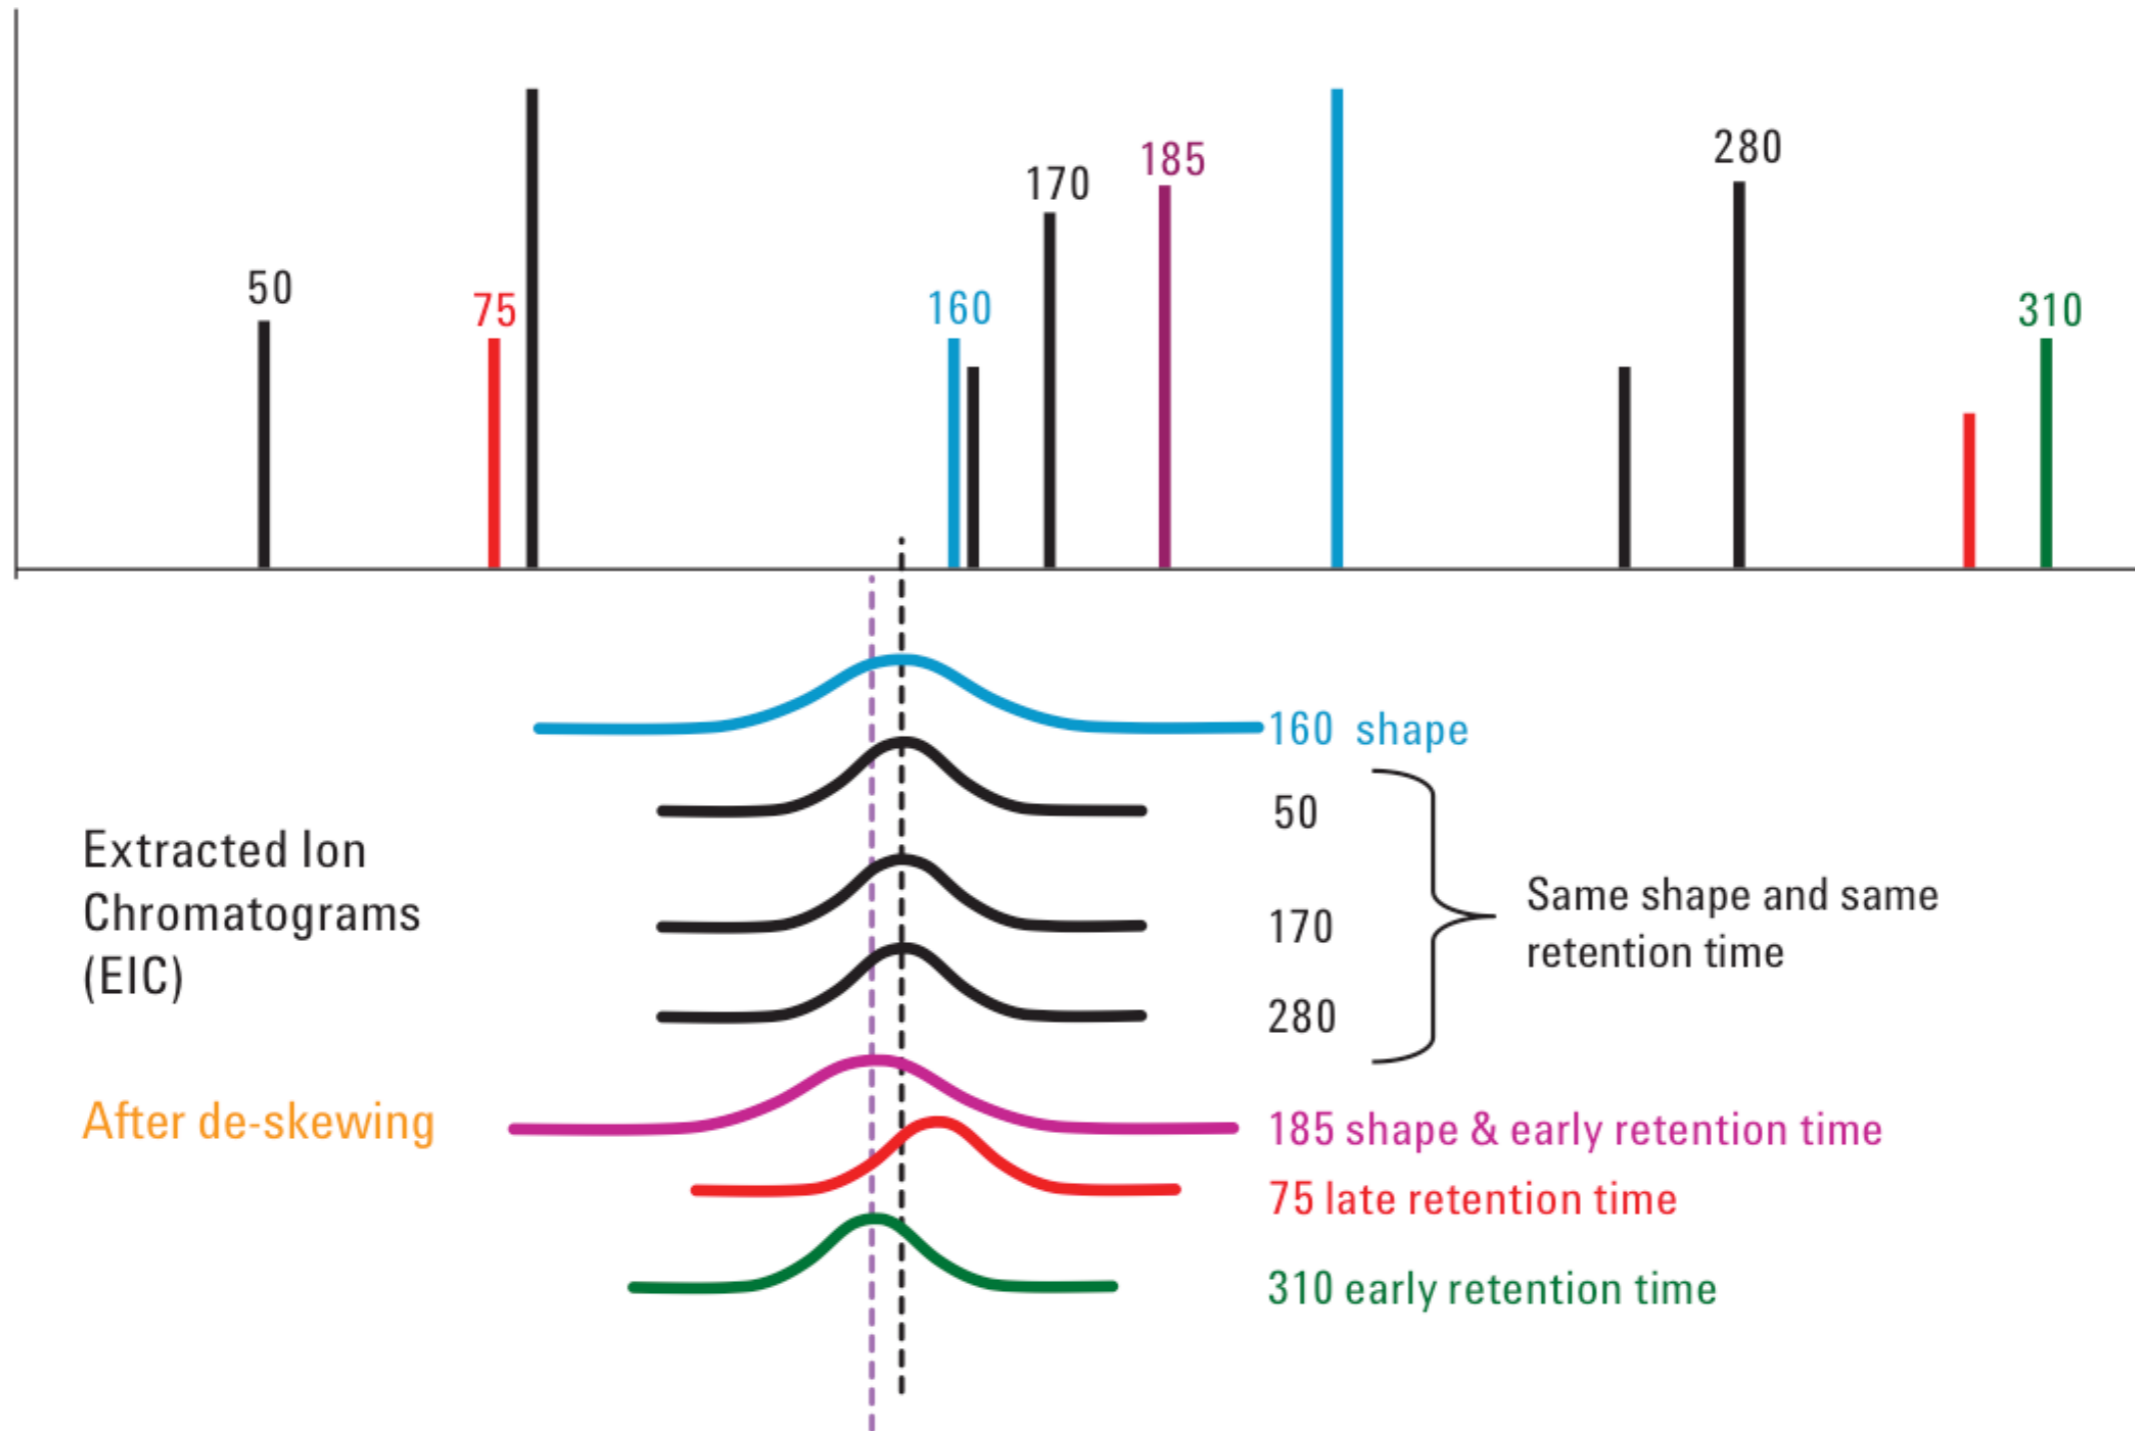 280
185
170
50
160
75
310
160 shape
50
Extracted Ion
Chromatograms
(EIC)
170
280
Same shape and same
retention time
After de-skewing
185 shape & early retention time
75 late retention time
310 early retention time